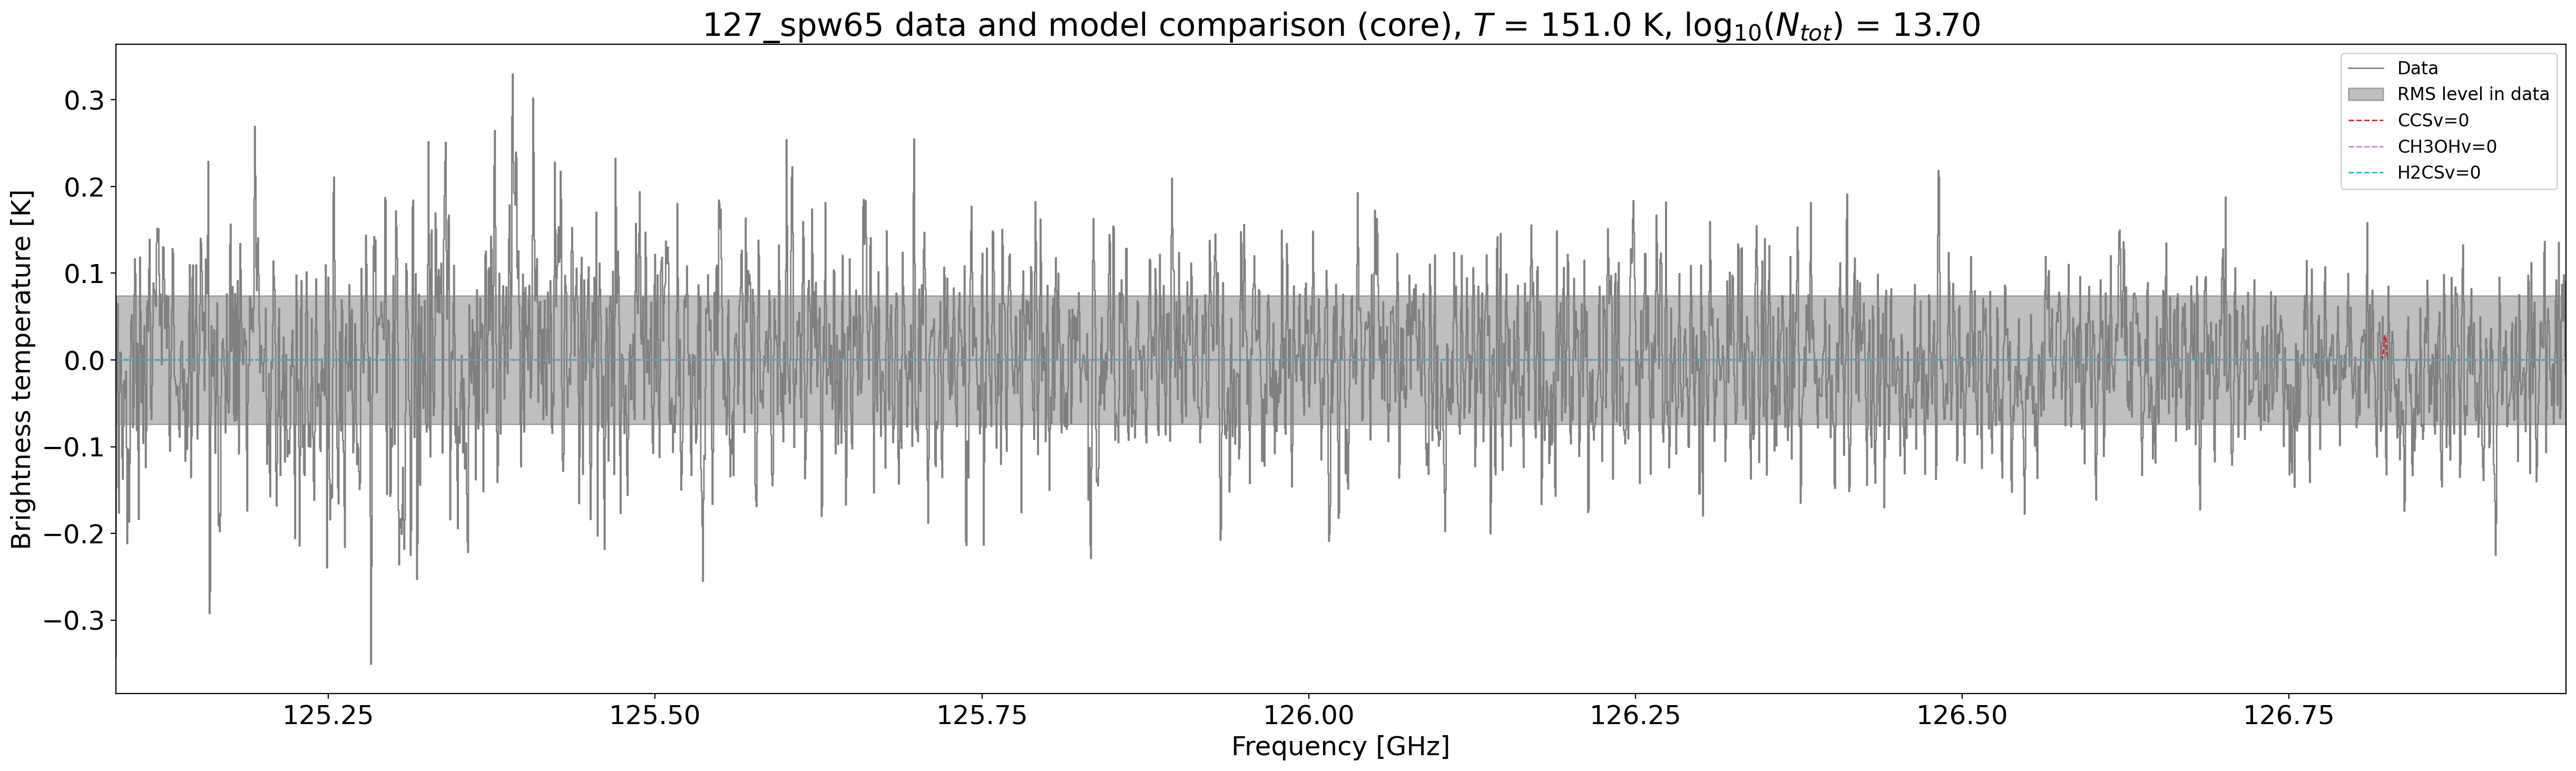 127_spw65 data and model comparison (core), T = 151.0 K, log₁₀(Nₜₒₜ) = 13.70
Data
RMS level in data
CCSv=0
CH3OHv=0
H2CSv=0
Brightness temperature [K]
0.3
0.2
0.1
0.0
−0.1
−0.2
−0.3
125.25
125.50
125.75
126.00
126.25
126.50
126.75
Frequency [GHz]